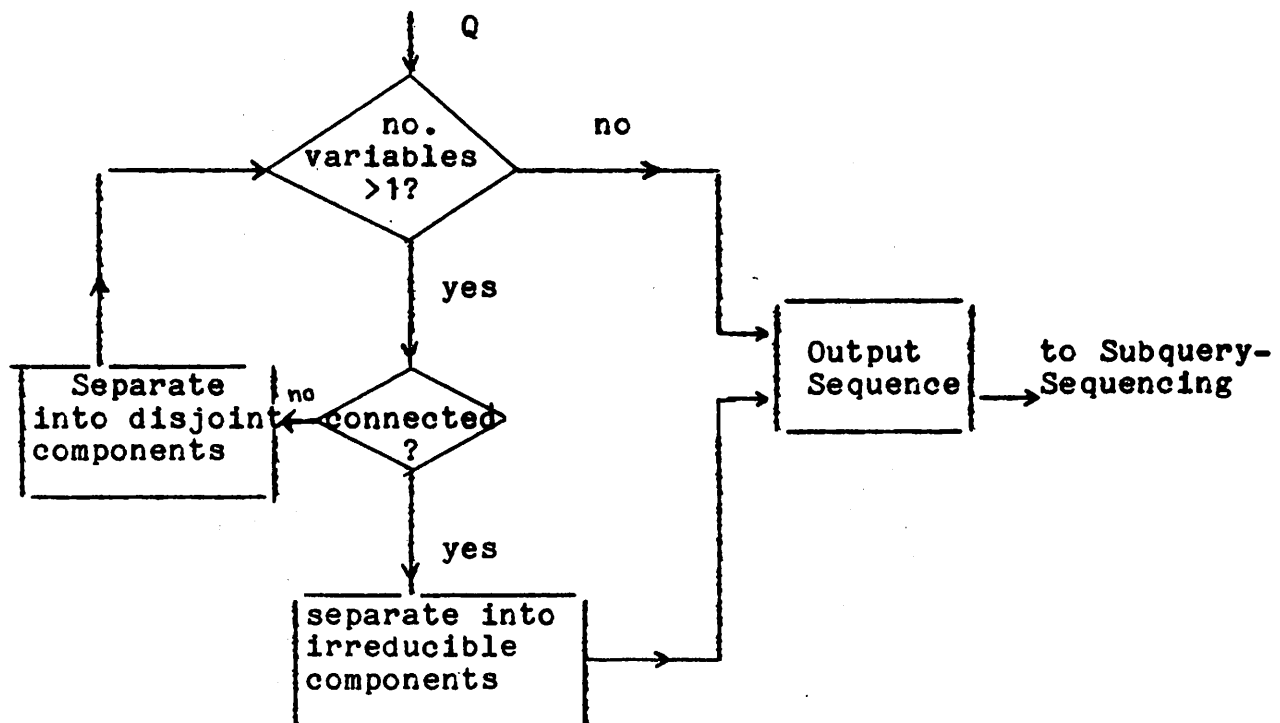 Q
no.
variables
>1?
no
yes
Output
Sequence
to Subquery-
Sequencing
Separate
into disjoint
components
no
connected
?
yes
separate into
irreducible
components